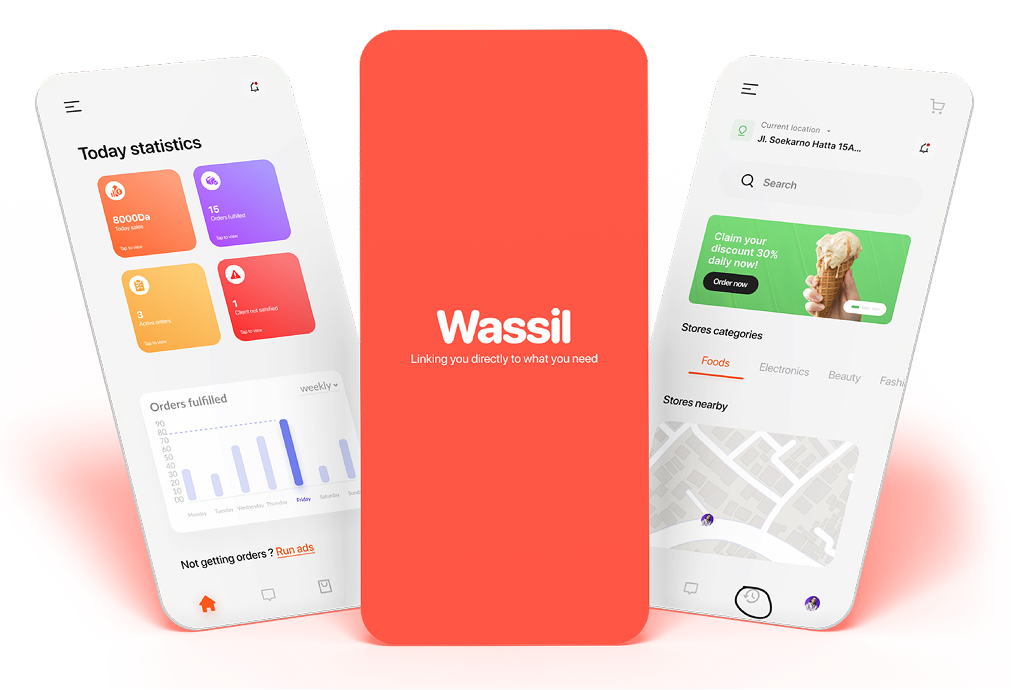 Today statistics
8000Da
Today sales
Tap to view
15
Orders fulfilled
Tap to view
3
Active orders
Tap to view
1
Client not satisfied
Tap to view
Orders fulfilled
weekly
90
80
70
60
50
40
30
20
10
00
Monday Tuesday Wednesday Thursday Friday Saturday Sund
Not getting orders ? Run ads
Wassil
Linking you directly to what you need
Current location
Jl. Soekarno Hatta 15A...
Search
Claim your
discount 30%
daily now!
Order now
Stores categories
Foods Electronics Beauty Fashi
Stores nearby